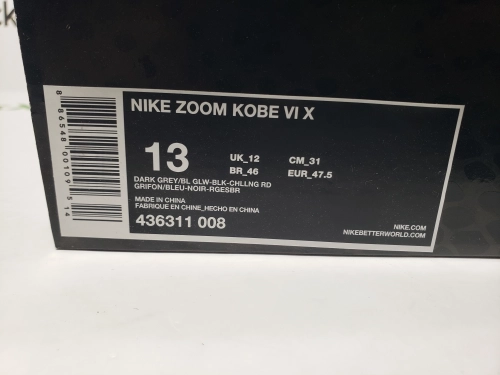 NIKE ZOOM KOBE VI X
13
UK_12 CM_31
BR_46 EUR_47.5
DARK GREY/BL GLW-BLK-CHLLNG RD
GRIFON/BLEU-NOIR-RGESBR
MADE IN CHINA
FABRIQUE EN CHINE_HECHO EN CHINA
436311 008
NIKE.COM
NIKEBETTERWORLD.COM